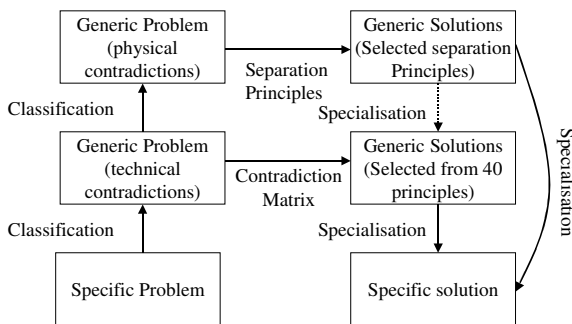 Generic Problem
(physical
contradictions)
Separation
Principles
Generic Solutions
(Selected separation
Principles)
Classification
Specialisation
Specialisation
Generic Problem
(technical
contradictions)
Contradiction
Matrix
Generic Solutions
(Selected from 40
principles)
Classification
Specialisation
Specific Problem
Specific solution